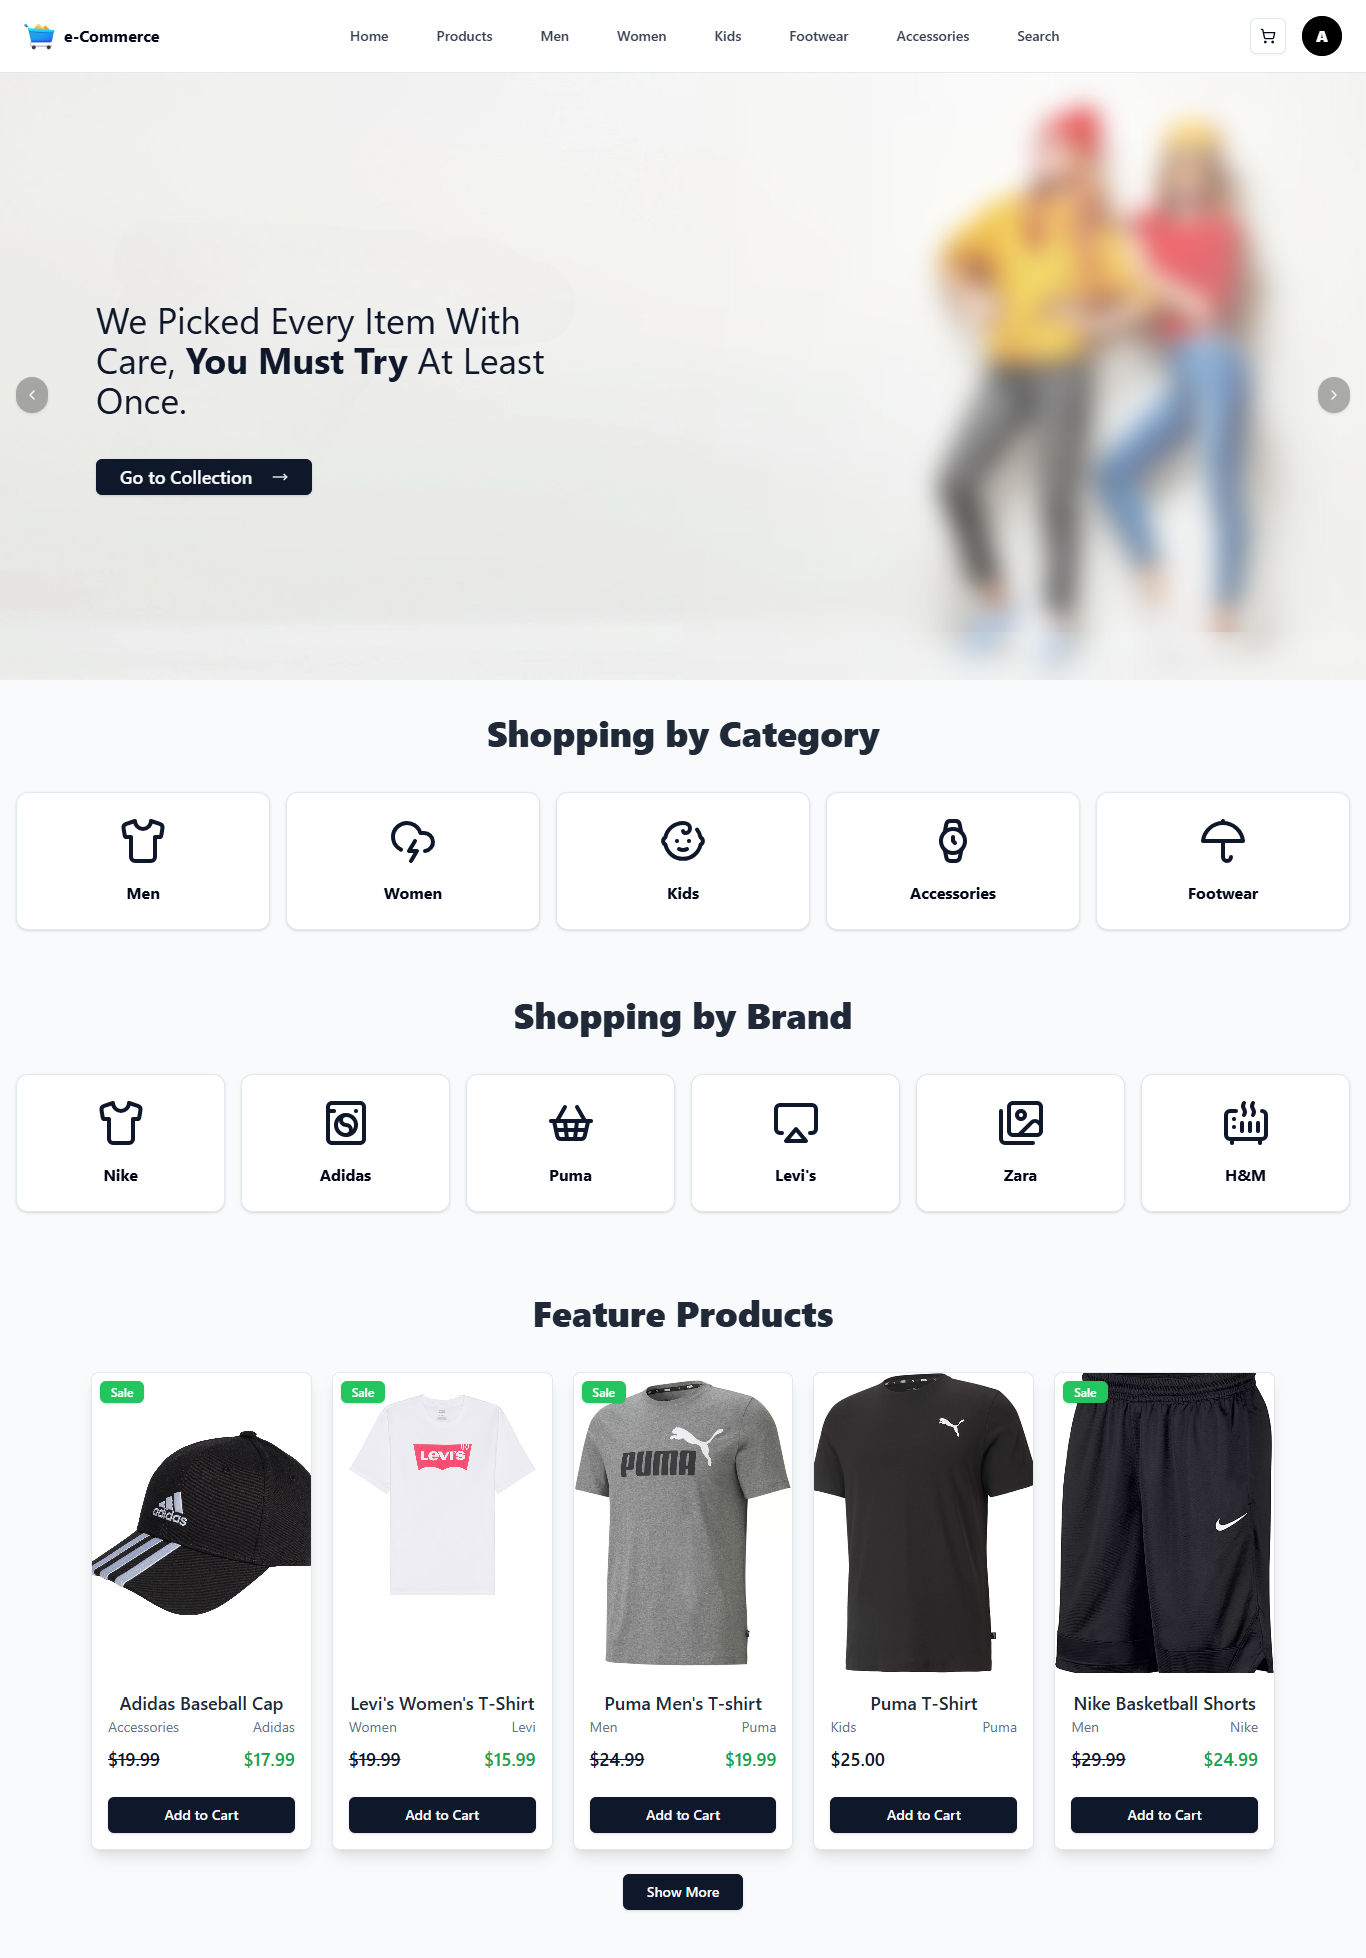 e-Commerce
Home Products Men Women Kids Footwear Accessories Search
A
We Picked Every Item With
Care, You Must Try At Least
Once.
Go to Collection →
Shopping by Category
Men Women Kids Accessories Footwear
Shopping by Brand
Nike Adidas Puma Levi's Zara H&M
Feature Products
Sale Sale Sale Sale
adidas
Levi's
PUMA
Adidas Baseball Cap
Accessories Adidas
$19.99 $17.99
Add to Cart
Levi's Women's T-Shirt
Women Levi
$19.99 $15.99
Add to Cart
Puma Men's T-shirt
Men Puma
$24.99 $19.99
Add to Cart
Puma T-Shirt
Kids Puma
$25.00
Add to Cart
Nike Basketball Shorts
Men Nike
$29.99 $24.99
Add to Cart
Show More